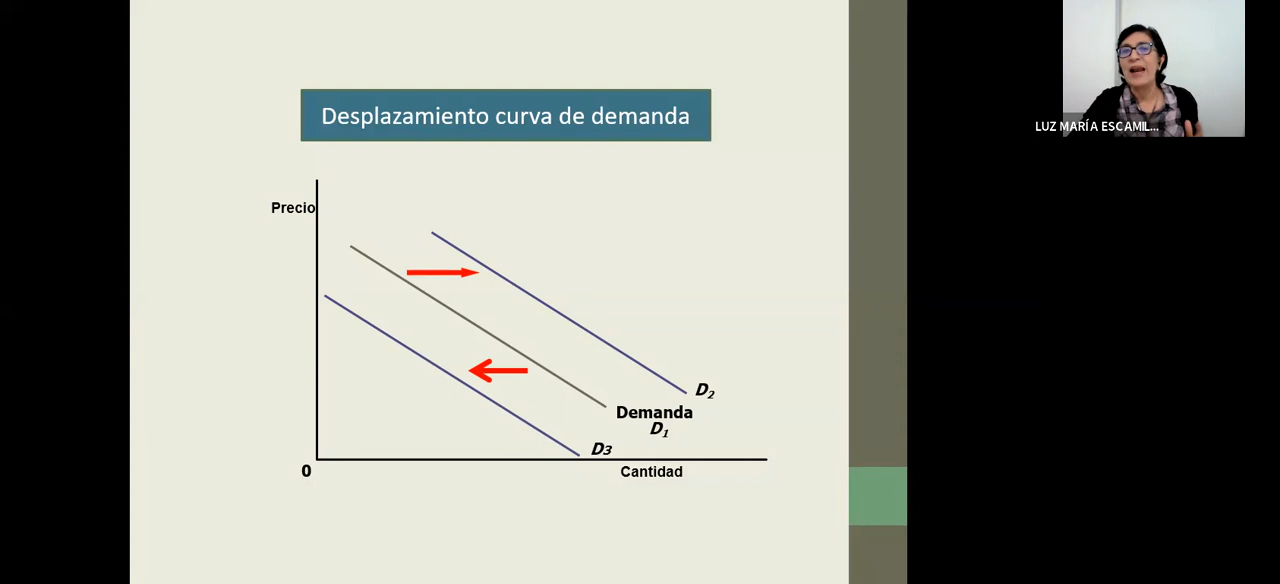 Desplazamiento curva de demanda
LUZ MARÍA ESCAMIL...
Precio
D2
Demanda
D1
D3
0
Cantidad